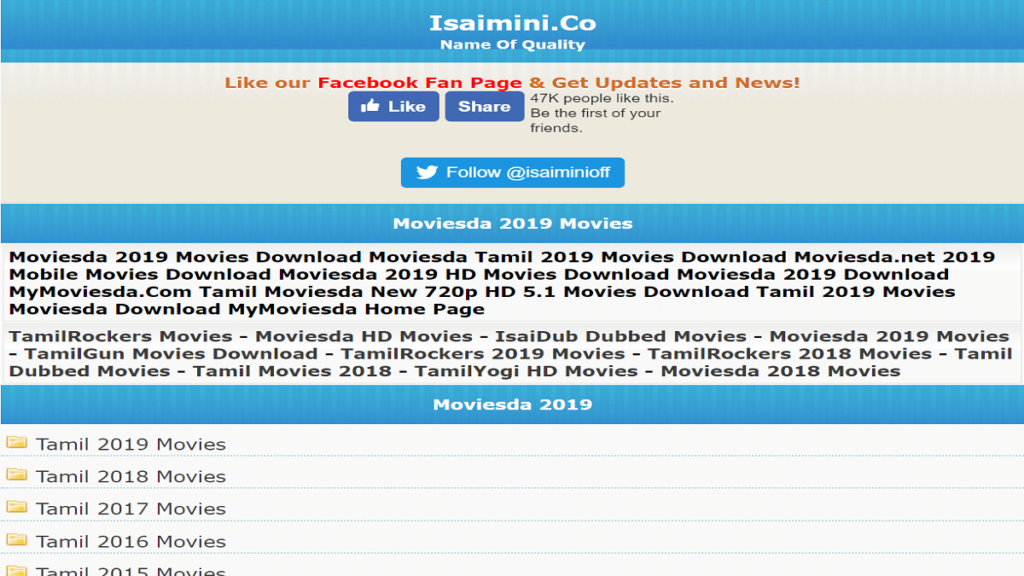 Isaimini.Co
Name Of Quality
Like our Facebook Fan Page & Get Updates and News!
Like Share 47K people like this.
Be the first of your
friends.
Follow @isaiminioff
Moviesda 2019 Movies
Moviesda 2019 Movies Download Moviesda Tamil 2019 Movies Download Moviesda.net 2019
Mobile Movies Download Moviesda 2019 HD Movies Download Moviesda 2019 Download
MyMoviesda.Com Tamil Moviesda New 720p HD 5.1 Movies Download Tamil 2019 Movies
Moviesda Download MyMoviesda Home Page
TamilRockers Movies - Moviesda HD Movies - IsaiDub Dubbed Movies - Moviesda 2019 Movies
- TamilGun Movies Download - TamilRockers 2019 Movies - TamilRockers 2018 Movies - Tamil
Dubbed Movies - Tamil Movies 2018 - TamilYogi HD Movies - Moviesda 2018 Movies
Moviesda 2019
Tamil 2019 Movies
Tamil 2018 Movies
Tamil 2017 Movies
Tamil 2016 Movies
Tamil 2015 Movies